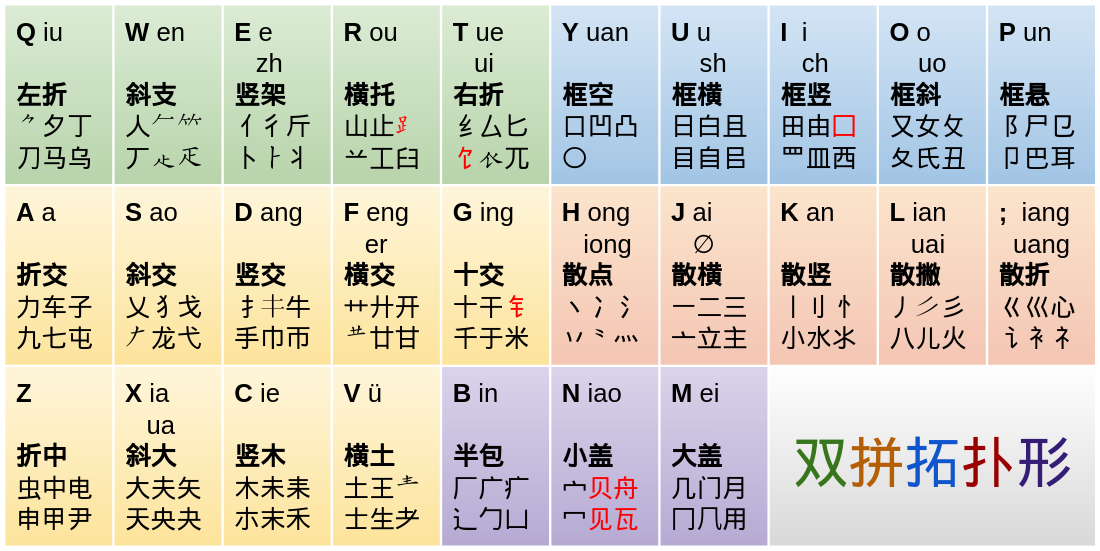 Q iu
左折
𠂊夕丁
刀马乌
W en
斜支
人𠂉⺮
丆龰疋
E e
zh
竖架
亻彳斤
卜⺊丬
R ou
横托
山止𧾷
䒑工臼
T ue
ui
右折
纟厶匕
饣𧘇兀
Y yuan
框空
口凹凸
〇
U u
sh
框横
日白且
目自㠯
I i
ch
框竖
田由囗
罒皿西
O o
uo
框斜
又女攵
夂氏丑
P un
框悬
阝尸㔾
卩巴耳
A a
折交
力车子
九七屯
S ao
斜交
乂犭戈
𠂇龙弋
D ang
竖交
扌キ牛
手巾帀
F eng
er
横交
艹廾开
龷廿甘
G ing
十交
十干钅
千于米
H ong
iong
散点
丶冫氵
丷⺀灬
J ai
∅
散横
一二三
亠立主
K an
散竖
丨刂忄
小水氺
L ian
uai
散撇
丿彡彡
八儿火
; iang
uang
散折
巜巛心
讠衤礻
Z
折中
虫中电
申甲尹
X ia
ua
斜大
大夫矢
天央夬
C ie
竖木
木未耒
朩末禾
V ü
横土
土王龶
士生耂
B in
半包
厂广疒
辶勹凵
N iao
小盖
宀贝舟
冖见瓦
M ei
大盖
几门月
冂⺇用
双拼拓扑形